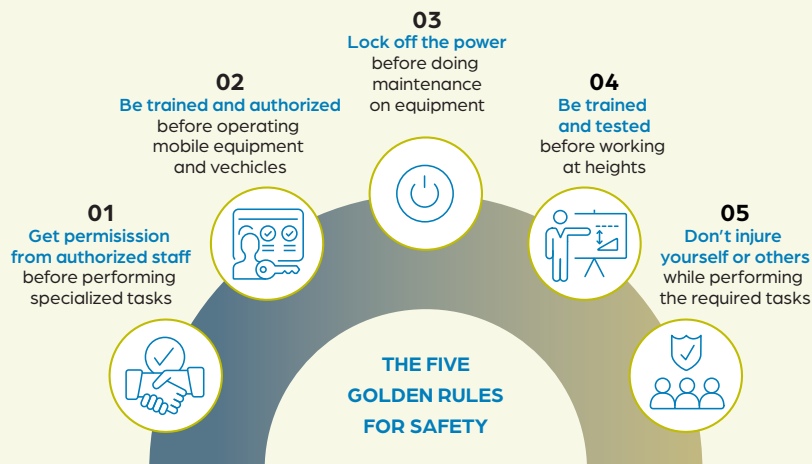 01
Get permisission
from authorized staff
before performing
specialized tasks
02
Be trained and authorized
before operating
mobile equipment
and vechicles
03
Lock off the power
before doing
maintenance
on equipment
04
Be trained
and tested
before working
at heights
05
Don't injure
yourself or others
while performing
the required tasks
THE FIVE
GOLDEN RULES
FOR SAFETY